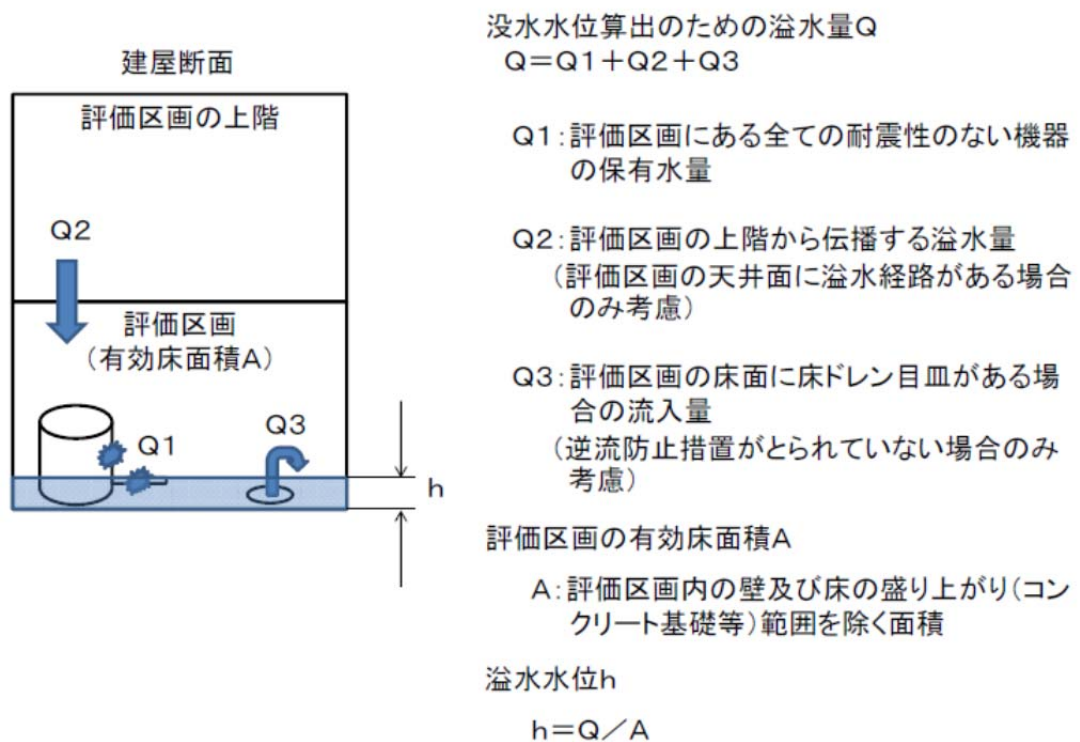 建屋断面
評価区画の上階
Q2
評価区画
(有効床面積A)
Q1
Q3
h
没水水位算出のための溢水量Q
Q=Q1+Q2+Q3
Q1:評価区画にある全ての耐震性のない機器
の保有水量
Q2:評価区画の上階から伝播する溢水量
(評価区画の天井面に溢水経路がある場合
のみ考慮)
Q3:評価区画の床面に床ドレン目皿がある場
合の流入量
(逆流防止措置がとられていない場合のみ
考慮)
評価区画の有効床面積A
A:評価区画内の壁及び床の盛り上がり(コン
クリート基礎等)範囲を除く面積
溢水水位h
h=Q/A